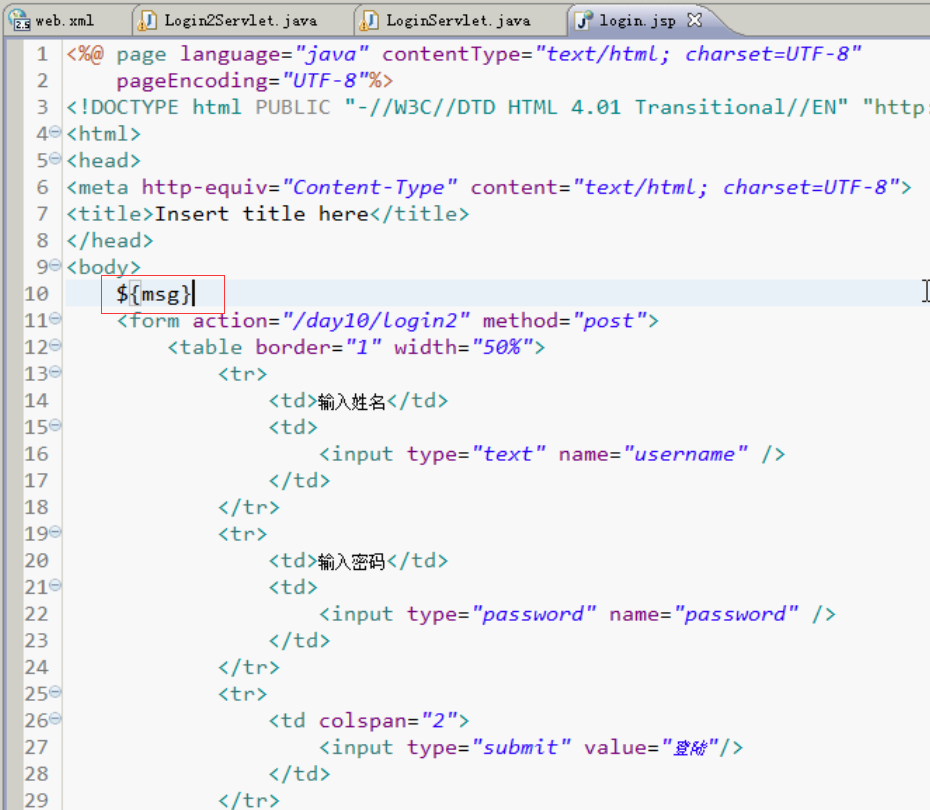 web.xml Login2Servlet.java LoginServlet.java login.jsp
1 <%@ page language="java" contentType="text/html; charset=UTF-8"
2 pageEncoding="UTF-8"%>
3 <!DOCTYPE html PUBLIC "-//W3C//DTD HTML 4.01 Transitional//EN" "http:
4 <html>
5 <head>
6 <meta http-equiv="Content-Type" content="text/html; charset=UTF-8">
7 <title>Insert title here</title>
8 </head>
9 <body>
10 ${msg}
11 <form action="/day10/login2" method="post">
12 <table border="1" width="50%">
13 <tr>
14 <td>输入姓名</td>
15 <td>
16 <input type="text" name="username" />
17 </td>
18 </tr>
19 <tr>
20 <td>输入密码</td>
21 <td>
22 <input type="password" name="password" />
23 </td>
24 </tr>
25 <tr>
26 <td colspan="2">
27 <input type="submit" value="登陆"/>
28 </td>
29 </tr>